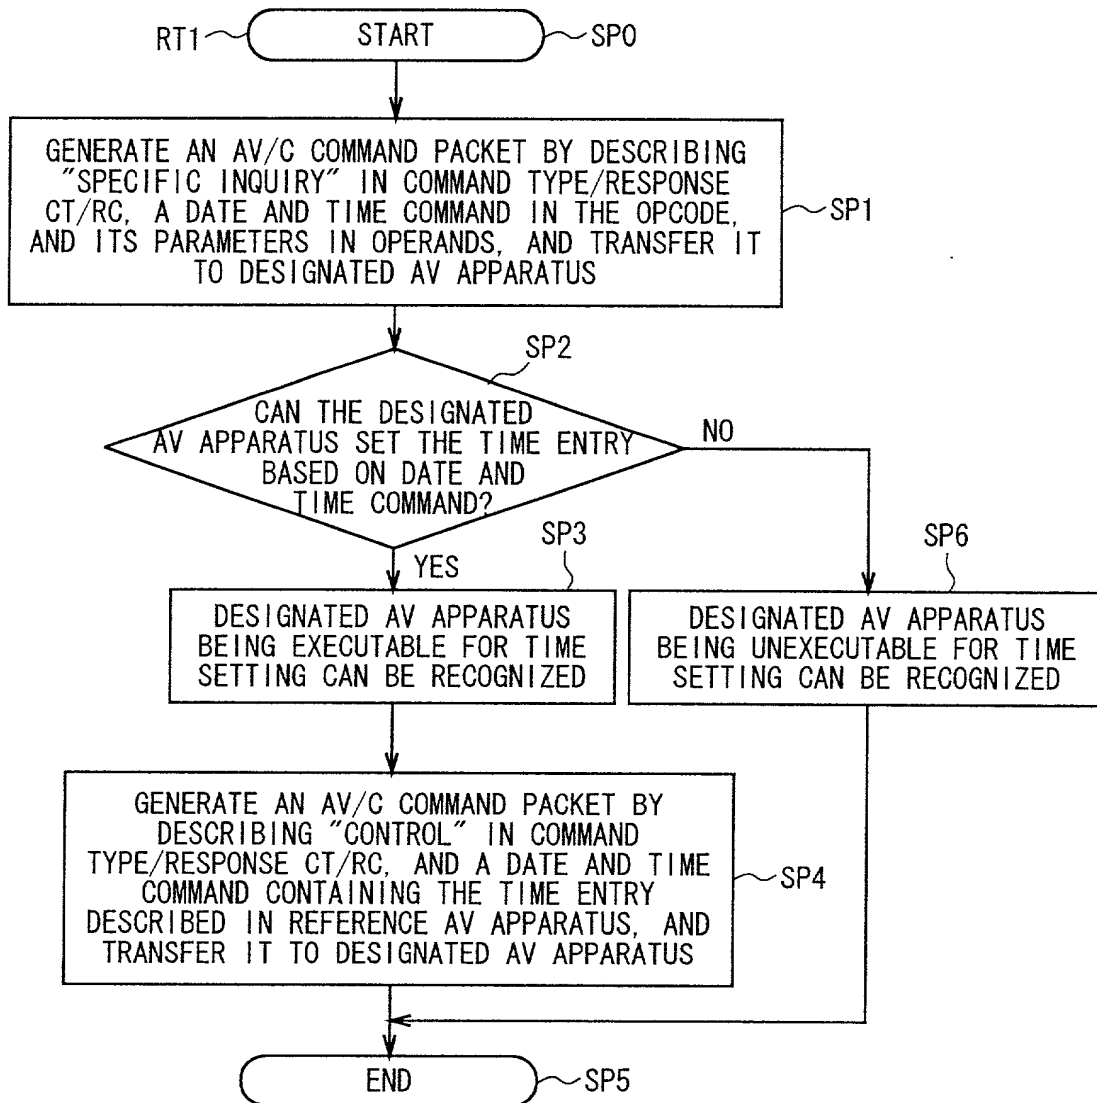 RT1
START
SP0
GENERATE AN AV/C COMMAND PACKET BY DESCRIBING
"SPECIFIC INQUIRY" IN COMMAND TYPE/RESPONSE
CT/RC, A DATE AND TIME COMMAND IN THE OPCODE,
AND ITS PARAMETERS IN OPERANDS, AND TRANSFER IT
TO DESIGNATED AV APPARATUS
SP1
SP2
CAN THE DESIGNATED
AV APPARATUS SET THE TIME ENTRY
BASED ON DATE AND
TIME COMMAND?
NO
YES
SP3
DESIGNATED AV APPARATUS
BEING EXECUTABLE FOR TIME
SETTING CAN BE RECOGNIZED
SP6
DESIGNATED AV APPARATUS
BEING UNEXECUTABLE FOR TIME
SETTING CAN BE RECOGNIZED
GENERATE AN AV/C COMMAND PACKET BY
DESCRIBING "CONTROL" IN COMMAND
TYPE/RESPONSE CT/RC, AND A DATE AND TIME
COMMAND CONTAINING THE TIME ENTRY
DESCRIBED IN REFERENCE AV APPARATUS, AND
TRANSFER IT TO DESIGNATED AV APPARATUS
SP4
END
SP5